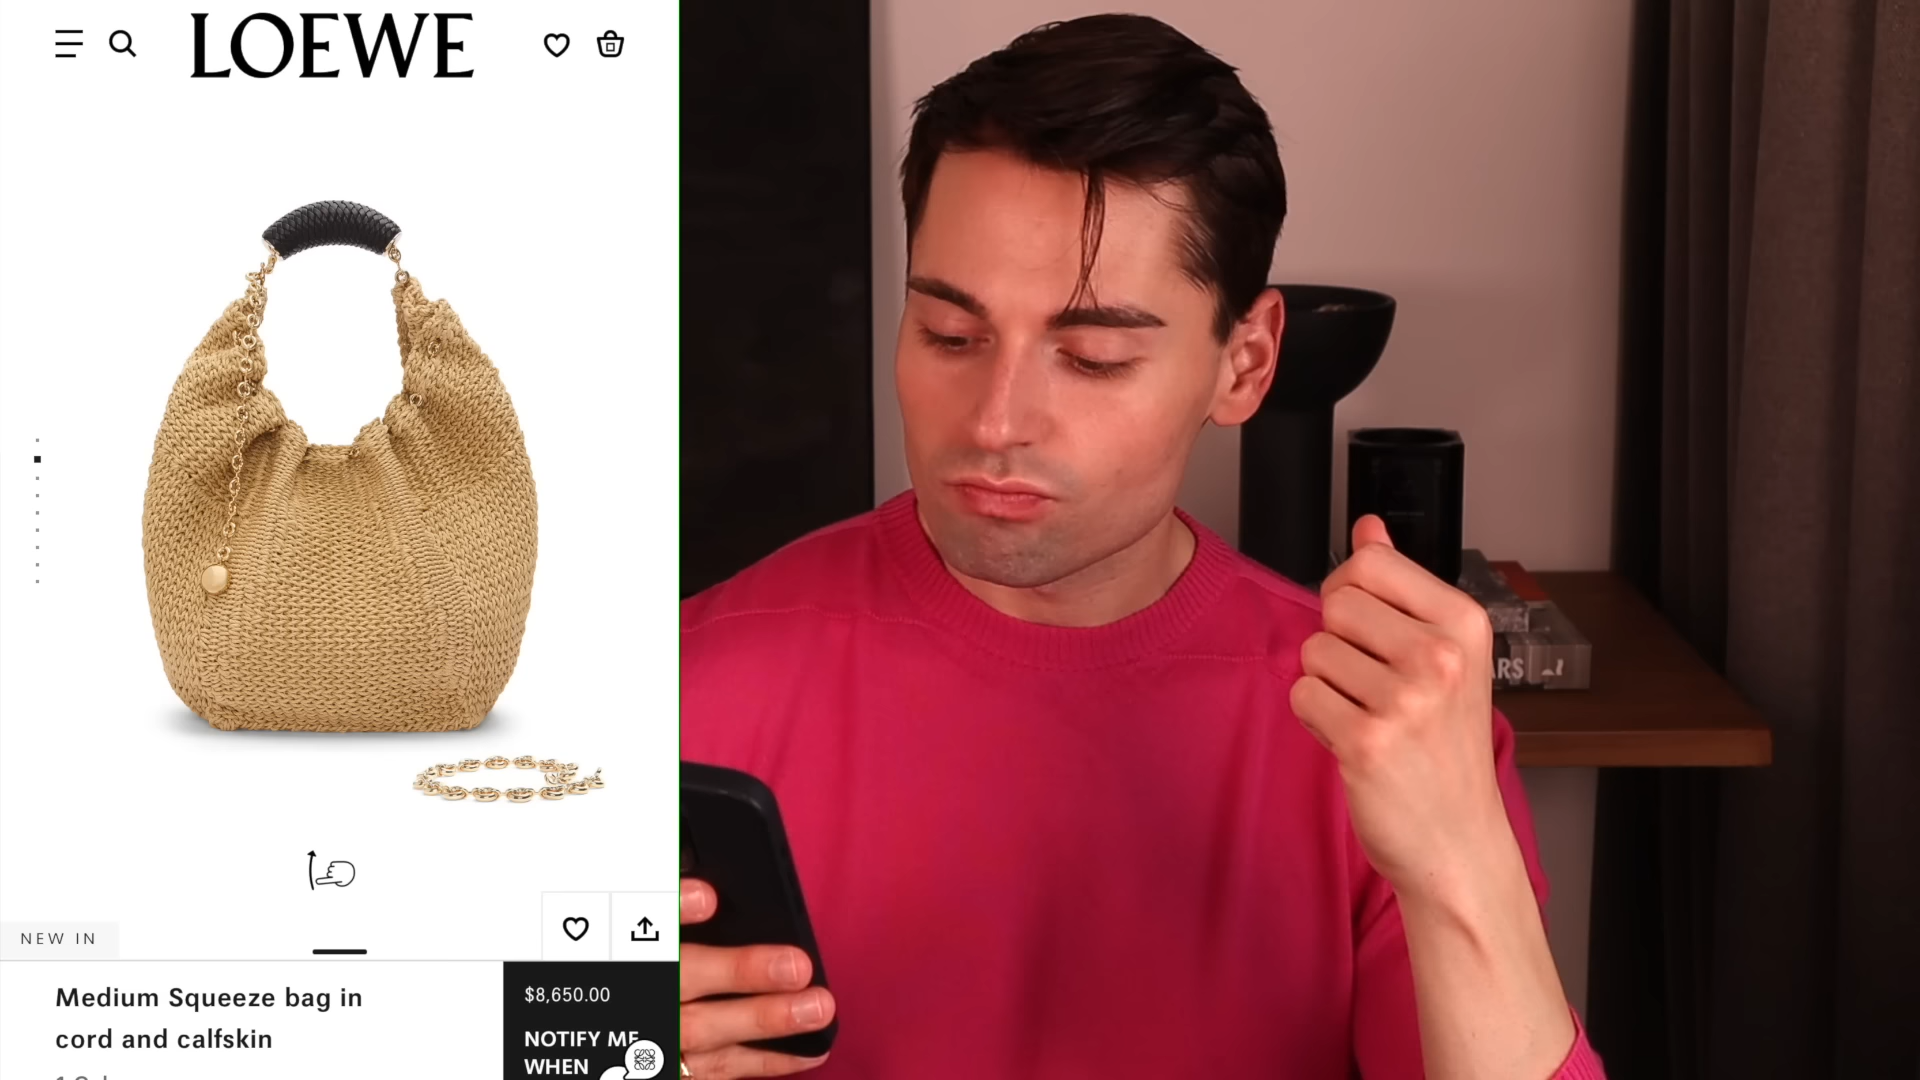 LOEWE
NEW IN
Medium Squeeze bag in
cord and calfskin
$8,650.00
NOTIFY ME
WHEN